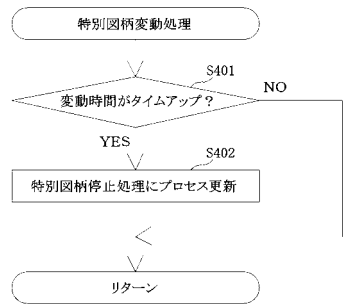 特別図柄変動処理
S401
変動時間がタイムアップ？
NO
YES
S402
特別図柄停止処理にプロセス更新
リターン